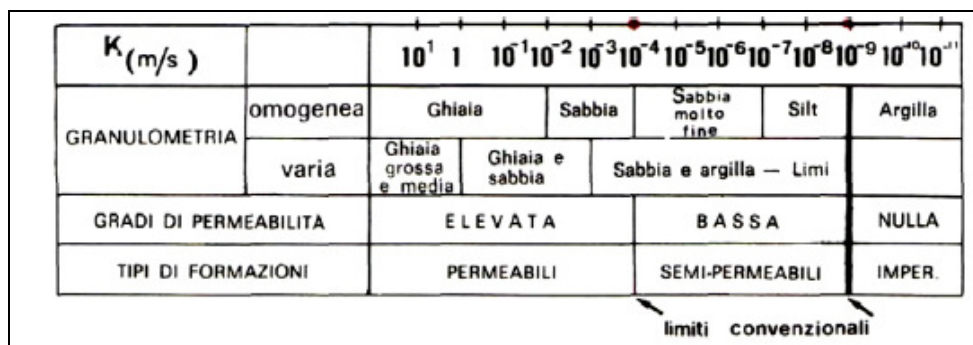 K(m/s) 10¹ 1 10⁻¹ 10⁻² 10⁻³ 10⁻⁴ 10⁻⁵ 10⁻⁶ 10⁻⁷ 10⁻⁸ 10⁻⁹ 10⁻¹⁰ 10⁻¹¹
GRANULOMETRIA
omogenea
Ghiaia
Sabbia
Sabbia
molto
fine
Silt
Argilla
varia
Ghiaia
grossa
e media
Ghiaia e
sabbia
Sabbia e argilla — Limi
GRADI DI PERMEABILITÀ ELEVATA BASSA NULLA
TIPI DI FORMAZIONI PERMEABILI SEMI-PERMEABILI IMPER.
limiti convenzionali